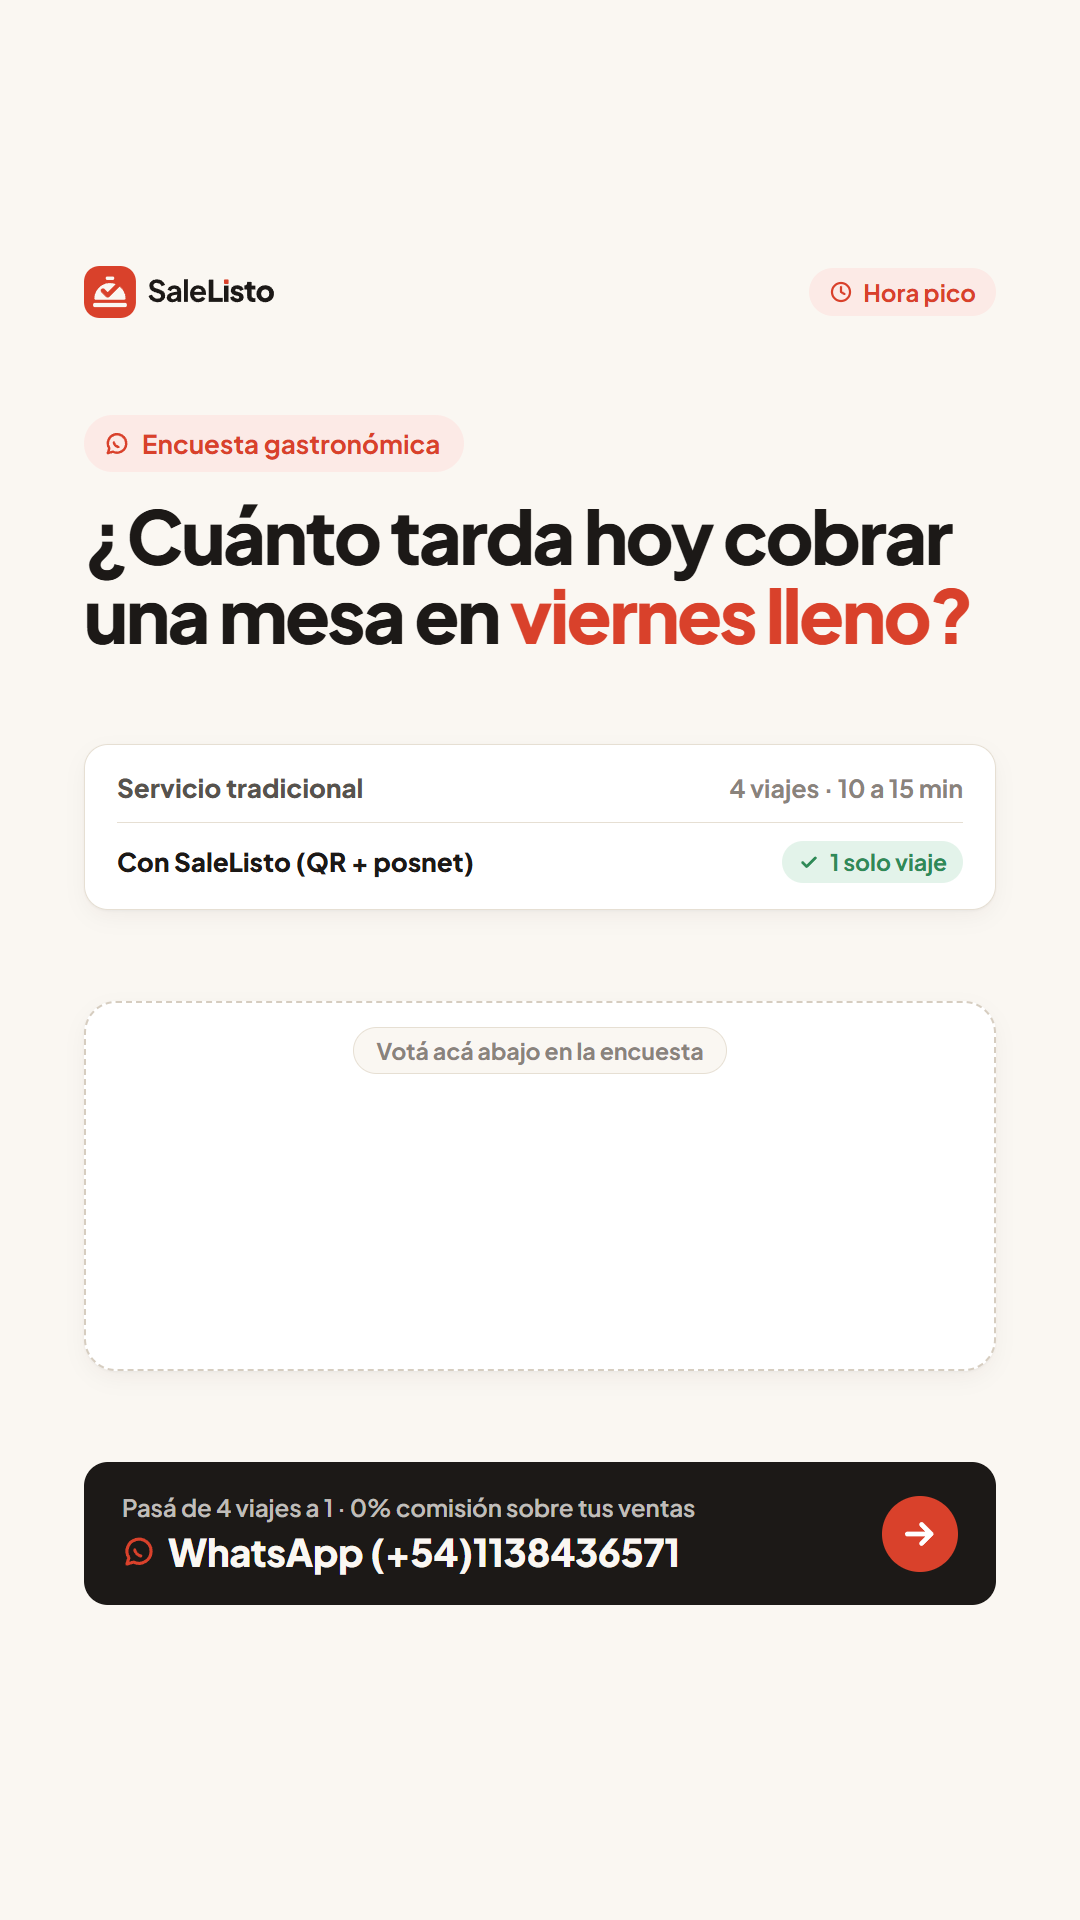 SaleListo
Hora pico
Encuesta gastronómica
¿Cuánto tarda hoy cobrar
una mesa en viernes lleno?
Servicio tradicional
4 viajes · 10 a 15 min
Con SaleListo (QR + posnet)
1 solo viaje
Votá acá abajo en la encuesta
Pasá de 4 viajes a 1 · 0% comisión sobre tus ventas
WhatsApp (+54)1138436571